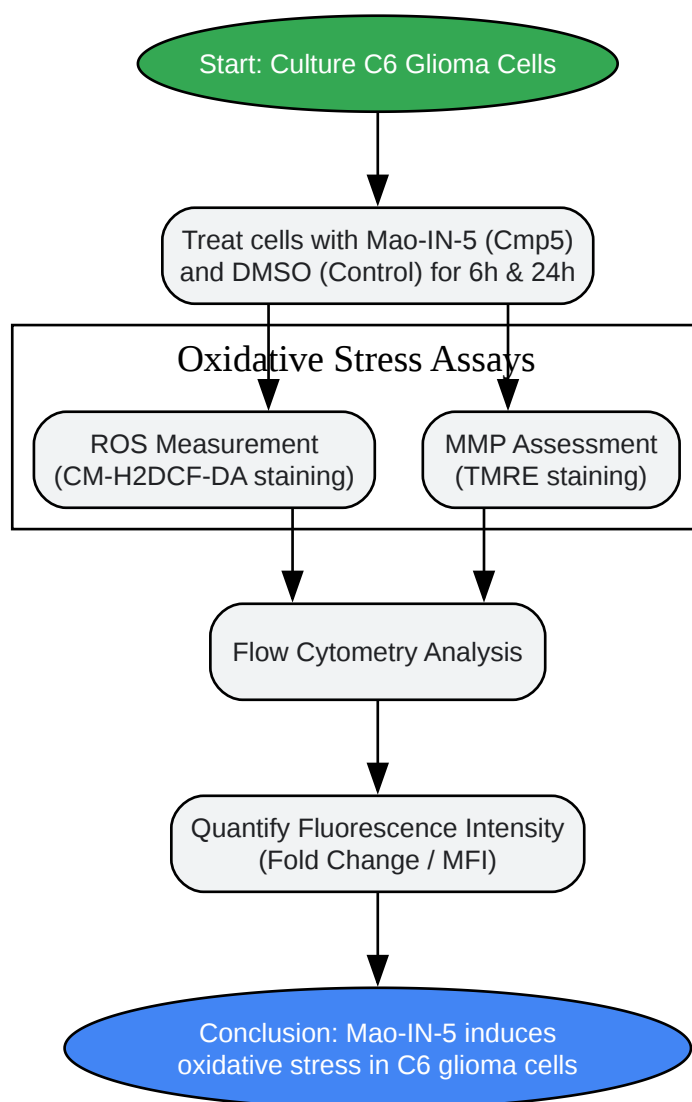 Start: Culture C6 Glioma Cells
Treat cells with Mao-IN-5 (Cmp5)
and DMSO (Control) for 6h & 24h
Oxidative Stress Assays
ROS Measurement
(CM-H2DCF-DA staining)
MMP Assessment
(TMRE staining)
Flow Cytometry Analysis
Quantify Fluorescence Intensity
(Fold Change / MFI)
Conclusion: Mao-IN-5 induces
oxidative stress in C6 glioma cells